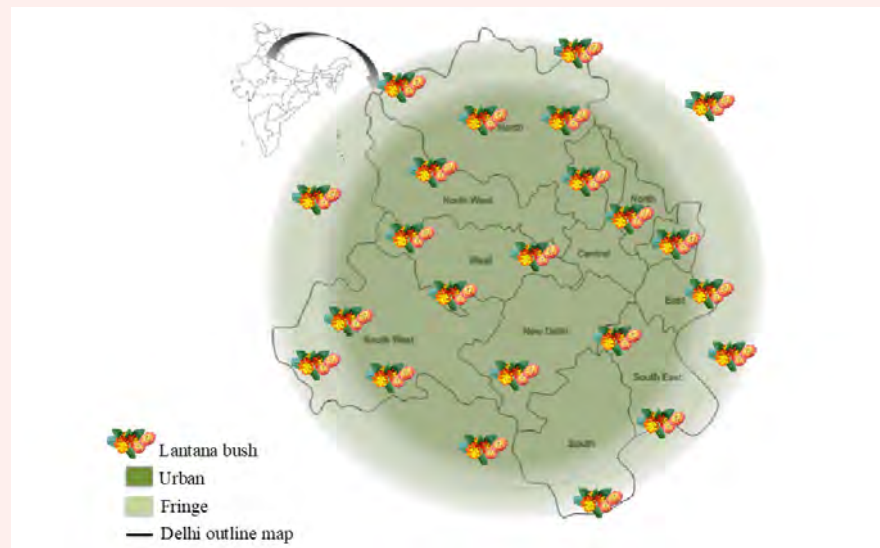 North
North West
North
West
Central
East
New Delhi
South West
South East
South
Lantana bush
Urban
Fringe
Delhi outline map